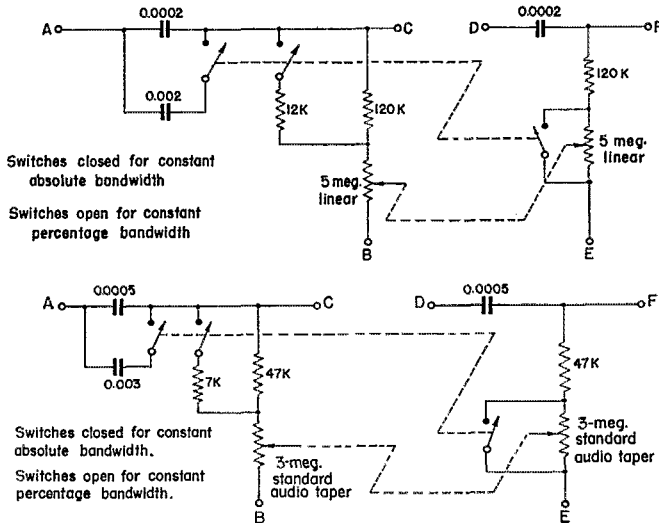 0.0002
A
C
0.002
12K
120K
Switches closed for constant
absolute bandwidth
Switches open for constant
percentage bandwidth
5 meg.
linear
B
0.0002
D
F
120K
5 meg.
linear
E
0.0005
A
C
0.003
7K
47K
Switches closed for constant
absolute bandwidth.
Switches open for constant
percentage bandwidth.
3-meg.
standard
audio taper
B
0.0005
D
F
47K
3-meg.
standard
audio taper
E